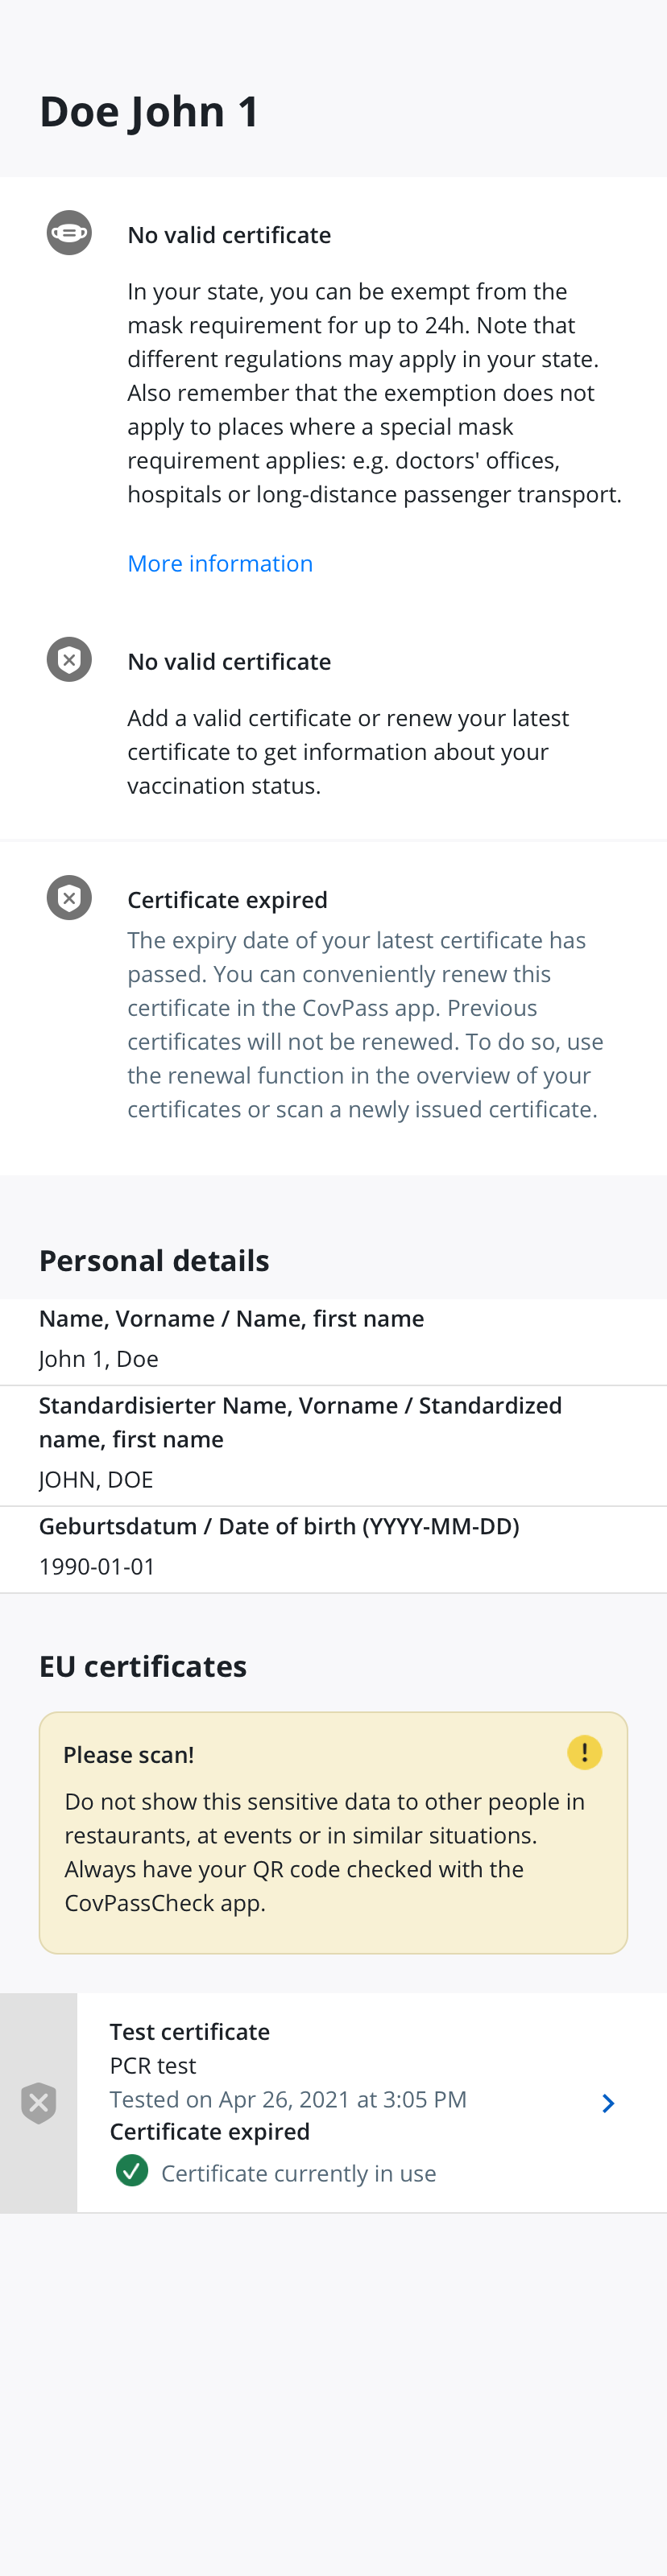 Doe John 1
No valid certificate
In your state, you can be exempt from the
mask requirement for up to 24h. Note that
different regulations may apply in your state.
Also remember that the exemption does not
apply to places where a special mask
requirement applies: e.g. doctors' offices,
hospitals or long-distance passenger transport.
More information
No valid certificate
Add a valid certificate or renew your latest
certificate to get information about your
vaccination status.
Certificate expired
The expiry date of your latest certificate has
passed. You can conveniently renew this
certificate in the CovPass app. Previous
certificates will not be renewed. To do so, use
the renewal function in the overview of your
certificates or scan a newly issued certificate.
Personal details
Name, Vorname / Name, first name
John 1, Doe
Standardisierter Name, Vorname / Standardized
name, first name
JOHN, DOE
Geburtsdatum / Date of birth (YYYY-MM-DD)
1990-01-01
EU certificates
Please scan!
Do not show this sensitive data to other people in
restaurants, at events or in similar situations.
Always have your QR code checked with the
CovPassCheck app.
Test certificate
PCR test
Tested on Apr 26, 2021 at 3:05 PM
Certificate expired
Certificate currently in use